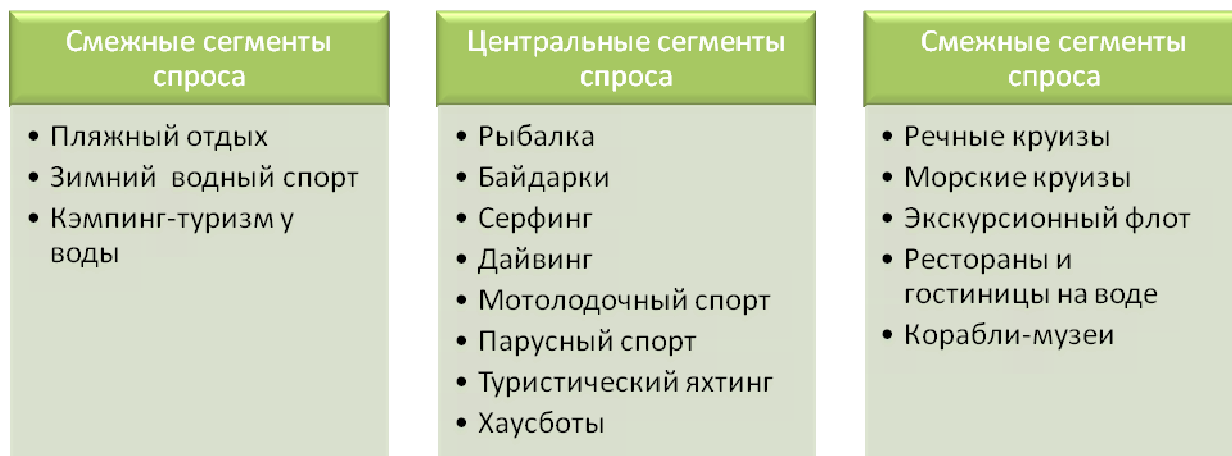 Смежные сегменты
спроса
• Пляжный отдых
• Зимний водный спорт
• Кэмпинг-туризм у
воды
Центральные сегменты
спроса
• Рыбалка
• Байдарки
• Серфинг
• Дайвинг
• Мотолодочный спорт
• Парусный спорт
• Туристический яхтинг
• Хаусботы
Смежные сегменты
спроса
• Речные круизы
• Морские круизы
• Экскурсионный флот
• Рестораны и
гостиницы на воде
• Корабли-музеи